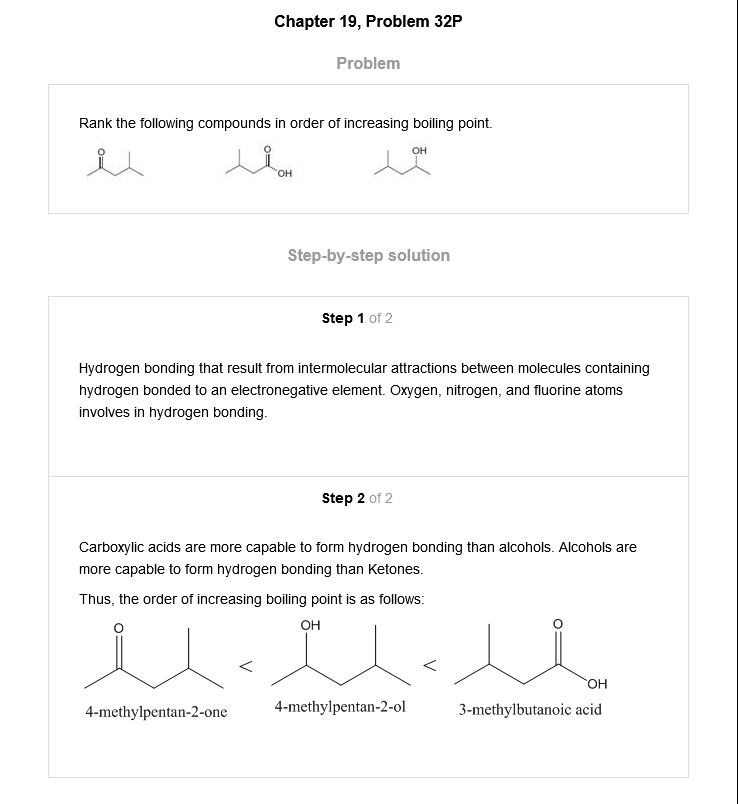 Chapter 19, Problem 32P
Problem
Rank the following compounds in order of increasing boiling point.
O
O
OH
OH
Step-by-step solution
Step 1 of 2
Hydrogen bonding that result from intermolecular attractions between molecules containing
hydrogen bonded to an electronegative element. Oxygen, nitrogen, and fluorine atoms
involves in hydrogen bonding.
Step 2 of 2
Carboxylic acids are more capable to form hydrogen bonding than alcohols. Alcohols are
more capable to form hydrogen bonding than Ketones.
Thus, the order of increasing boiling point is as follows:
O
OH
O
< <
OH
4-methylpentan-2-one 4-methylpentan-2-ol 3-methylbutanoic acid